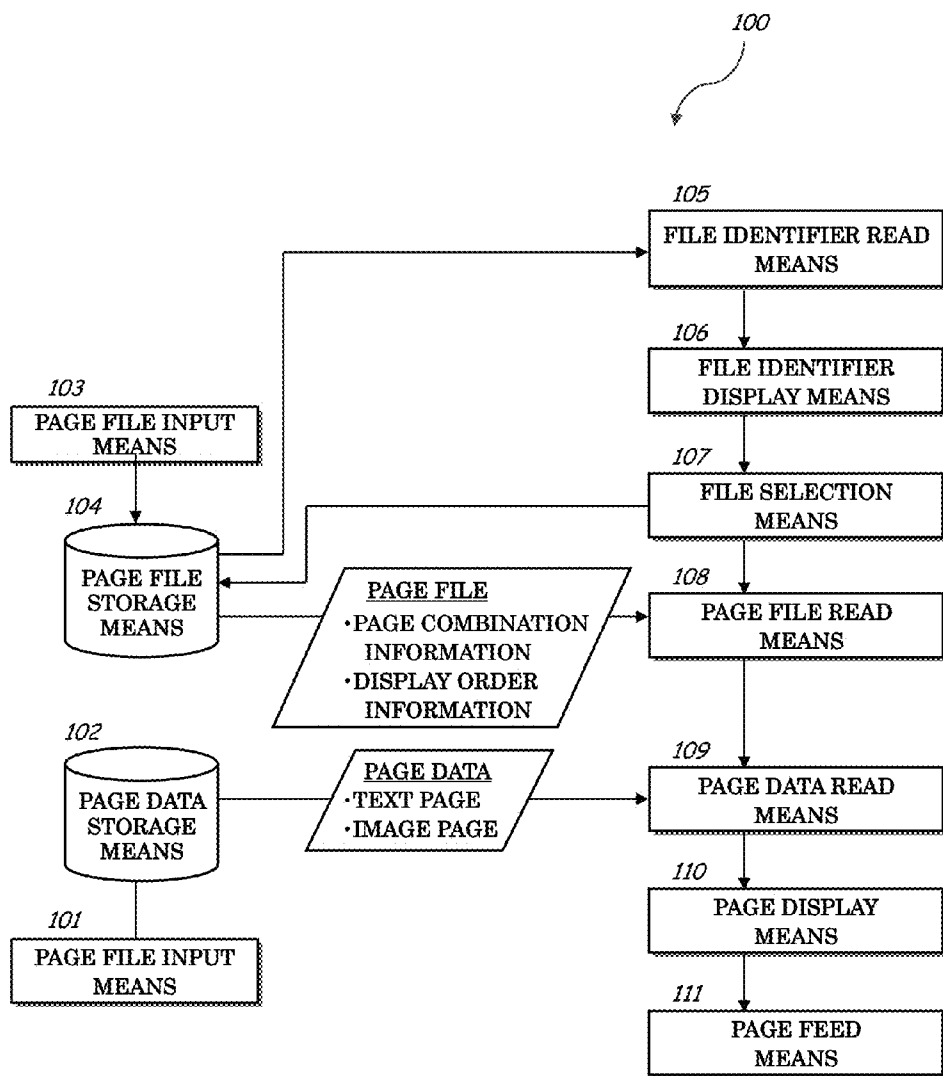 100
105
FILE IDENTIFIER READ
MEANS
106
FILE IDENTIFIER
DISPLAY MEANS
103
PAGE FILE INPUT
MEANS
107
FILE SELECTION
MEANS
104
PAGE FILE
STORAGE
MEANS
PAGE FILE
·PAGE COMBINATION
INFORMATION
·DISPLAY ORDER
INFORMATION
108
PAGE FILE READ
MEANS
102
PAGE DATA
STORAGE
MEANS
PAGE DATA
·TEXT PAGE
·IMAGE PAGE
109
PAGE DATA READ
MEANS
101
PAGE FILE INPUT
MEANS
110
PAGE DISPLAY
MEANS
111
PAGE FEED
MEANS